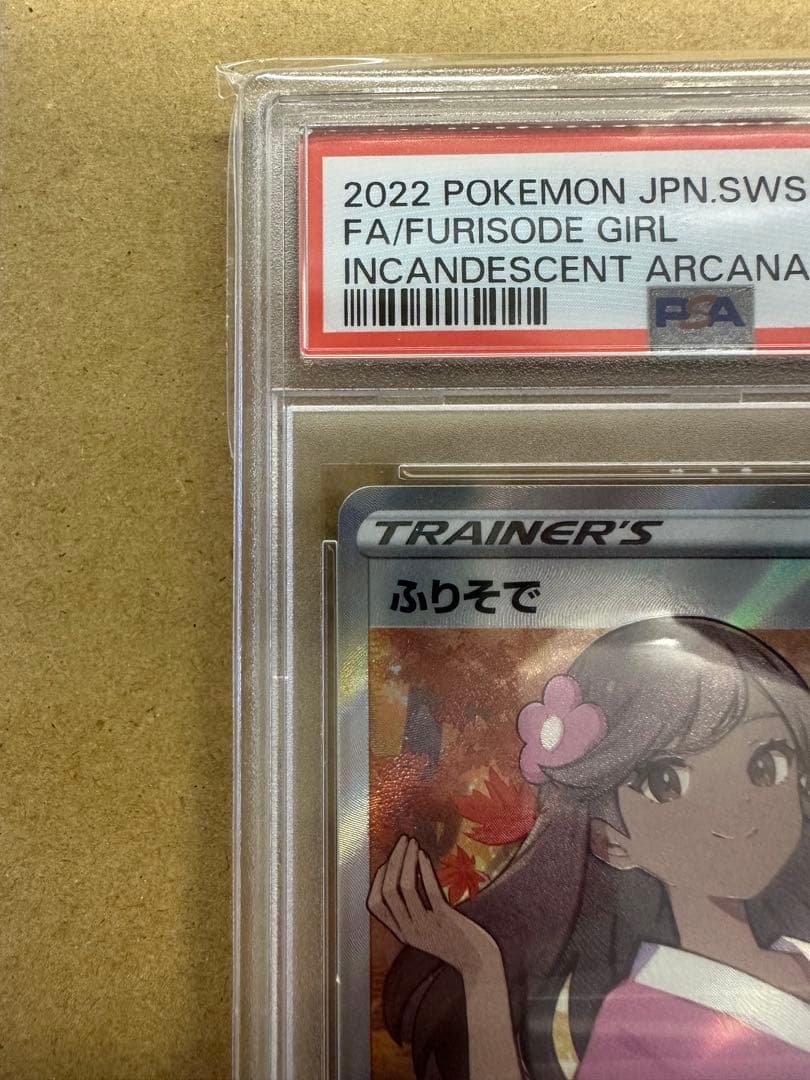 2022 POKEMON JPN.SWS
FA/FURISODE GIRL
INCANDESCENT ARCANA
PSA
TRAINER'S
ふりそで